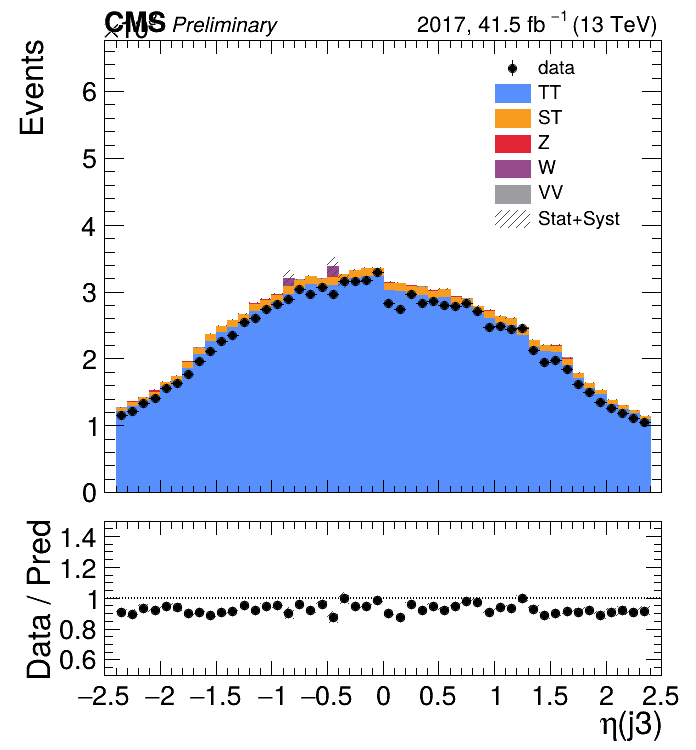 CMS Preliminary 2017, 41.5 fb⁻¹ (13 TeV)
Events
6
5
4
3
2
1
0
data
TT
ST
Z
W
VV
Stat+Syst
Data / Pred
1.4
1.2
1
0.8
0.6
−2.5 −2 −1.5 −1 −0.5 0 0.5 1 1.5 2 2.5
η(j3)